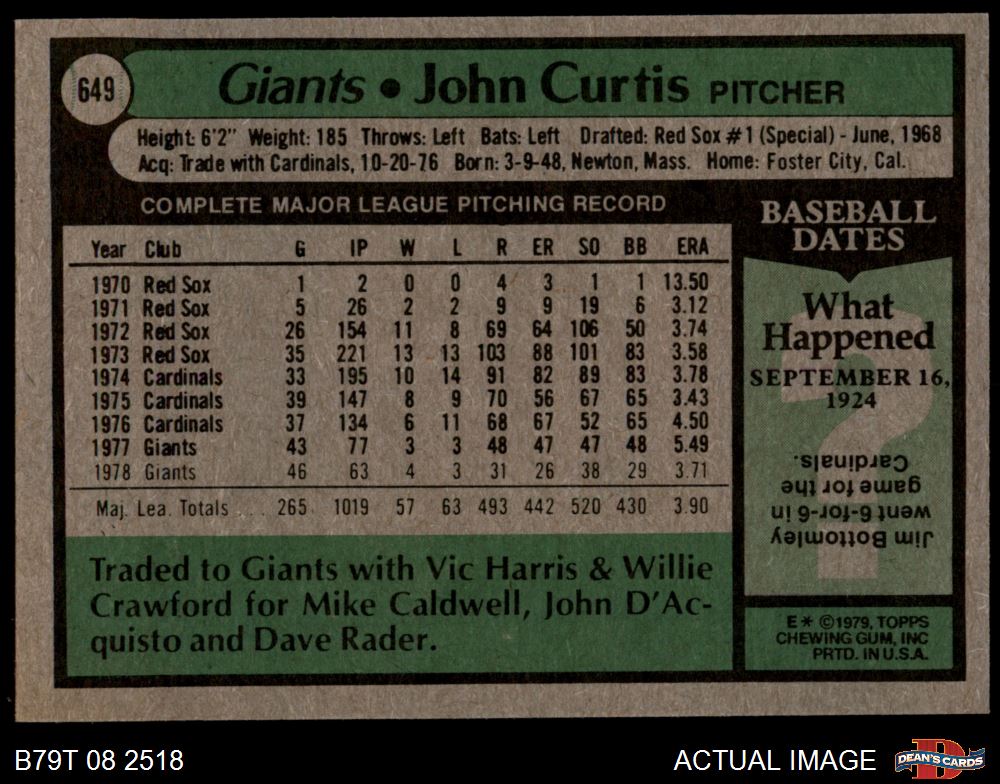 649
Giants • John Curtis PITCHER
Height: 6'2" Weight: 185 Throws: Left Bats: Left Drafted: Red Sox #1 (Special) - June, 1968
Acq: Trade with Cardinals, 10-20-76 Born: 3-9-48, Newton, Mass. Home: Foster City, Cal.
COMPLETE MAJOR LEAGUE PITCHING RECORD
Year Club G IP W L R ER SO BB ERA
1970 Red Sox 1 2 0 0 4 3 1 1 13.50
1971 Red Sox 5 26 2 2 9 9 19 6 3.12
1972 Red Sox 26 154 11 8 69 64 106 50 3.74
1973 Red Sox 35 221 13 13 103 88 101 83 3.58
1974 Cardinals 33 195 10 14 91 82 89 83 3.78
1975 Cardinals 39 147 8 9 70 56 67 65 3.43
1976 Cardinals 37 134 6 11 68 67 52 65 4.50
1977 Giants 43 77 3 3 48 47 47 48 5.49
1978 Giants 46 63 4 3 31 26 38 29 3.71
Maj. Lea. Totals ... 265 1019 57 63 493 442 520 430 3.90
Traded to Giants with Vic Harris & Willie
Crawford for Mike Caldwell, John D'Ac-
quisto and Dave Rader.
BASEBALL
DATES
What
Happened
SEPTEMBER 16,
1924
Jim Bottomley
went 6-for-6 in
game for the
Cardinals.
E* ©1979, TOPPS
CHEWING GUM, INC
PRTD. IN U.S.A.
B79T 08 2518
ACTUAL IMAGE
DEAN'S CARDS